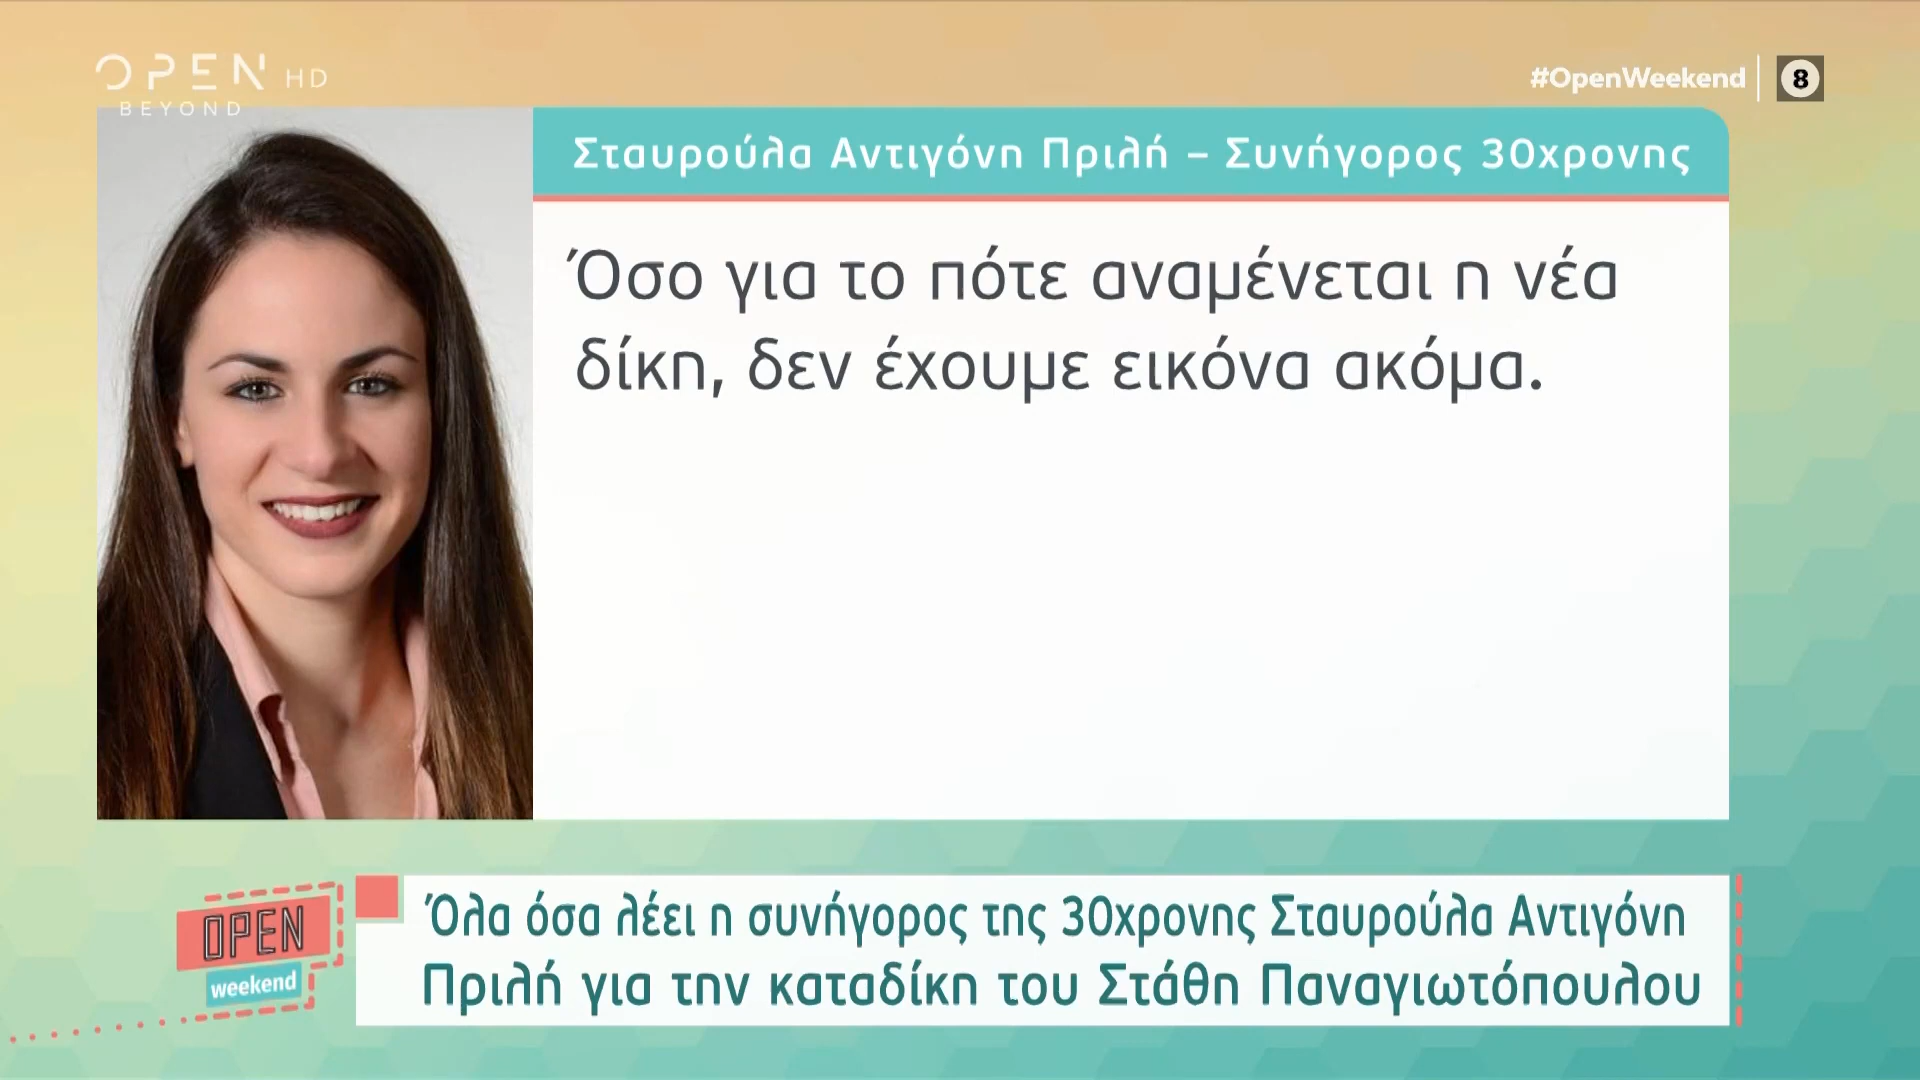 OPEN HD
BEYOND
#OpenWeekend
8
Σταυρούλα Αντιγόνη Πριλή – Συνήγορος 30χρονης
Όσο για το πότε αναμένεται η νέα
δίκη, δεν έχουμε εικόνα ακόμα.
OPEN
weekend
Όλα όσα λέει η συνήγορος της 30χρονης Σταυρούλα Αντιγόνη
Πριλή για την καταδίκη του Στάθη Παναγιωτόπουλου